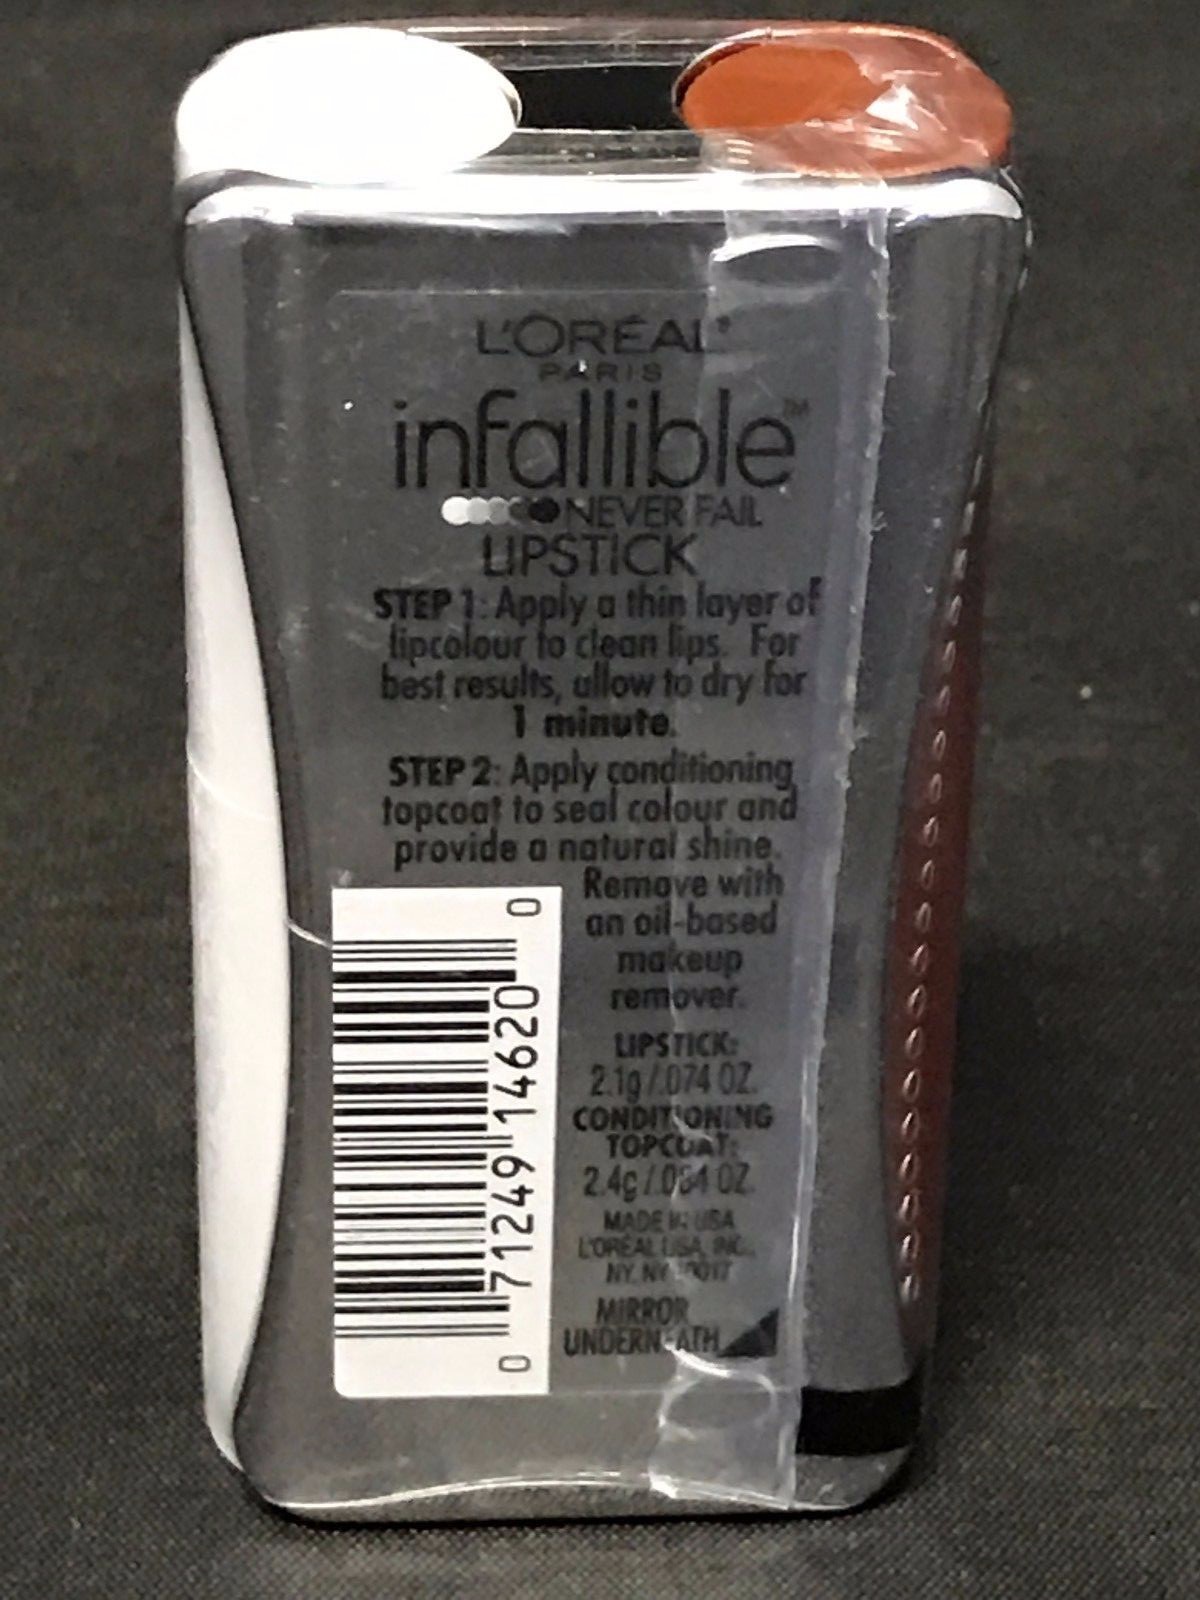 L'ORÉAL®
PARIS
infallible™
NEVER FAIL
LIPSTICK
STEP 1: Apply a thin layer of
lipcolour to clean lips. For
best results, allow to dry for
1 minute.
STEP 2: Apply conditioning
topcoat to seal colour and
provide a natural shine.
Remove with
an oil-based
makeup
remover.
LIPSTICK:
2.1g/.074 OZ.
CONDITIONING
TOPCOAT:
2.4g/.084 OZ.
MADE IN USA
L'ORÉAL USA, INC.,
NY, NY 10017
MIRROR
UNDERNEATH
0 71249 14620 0